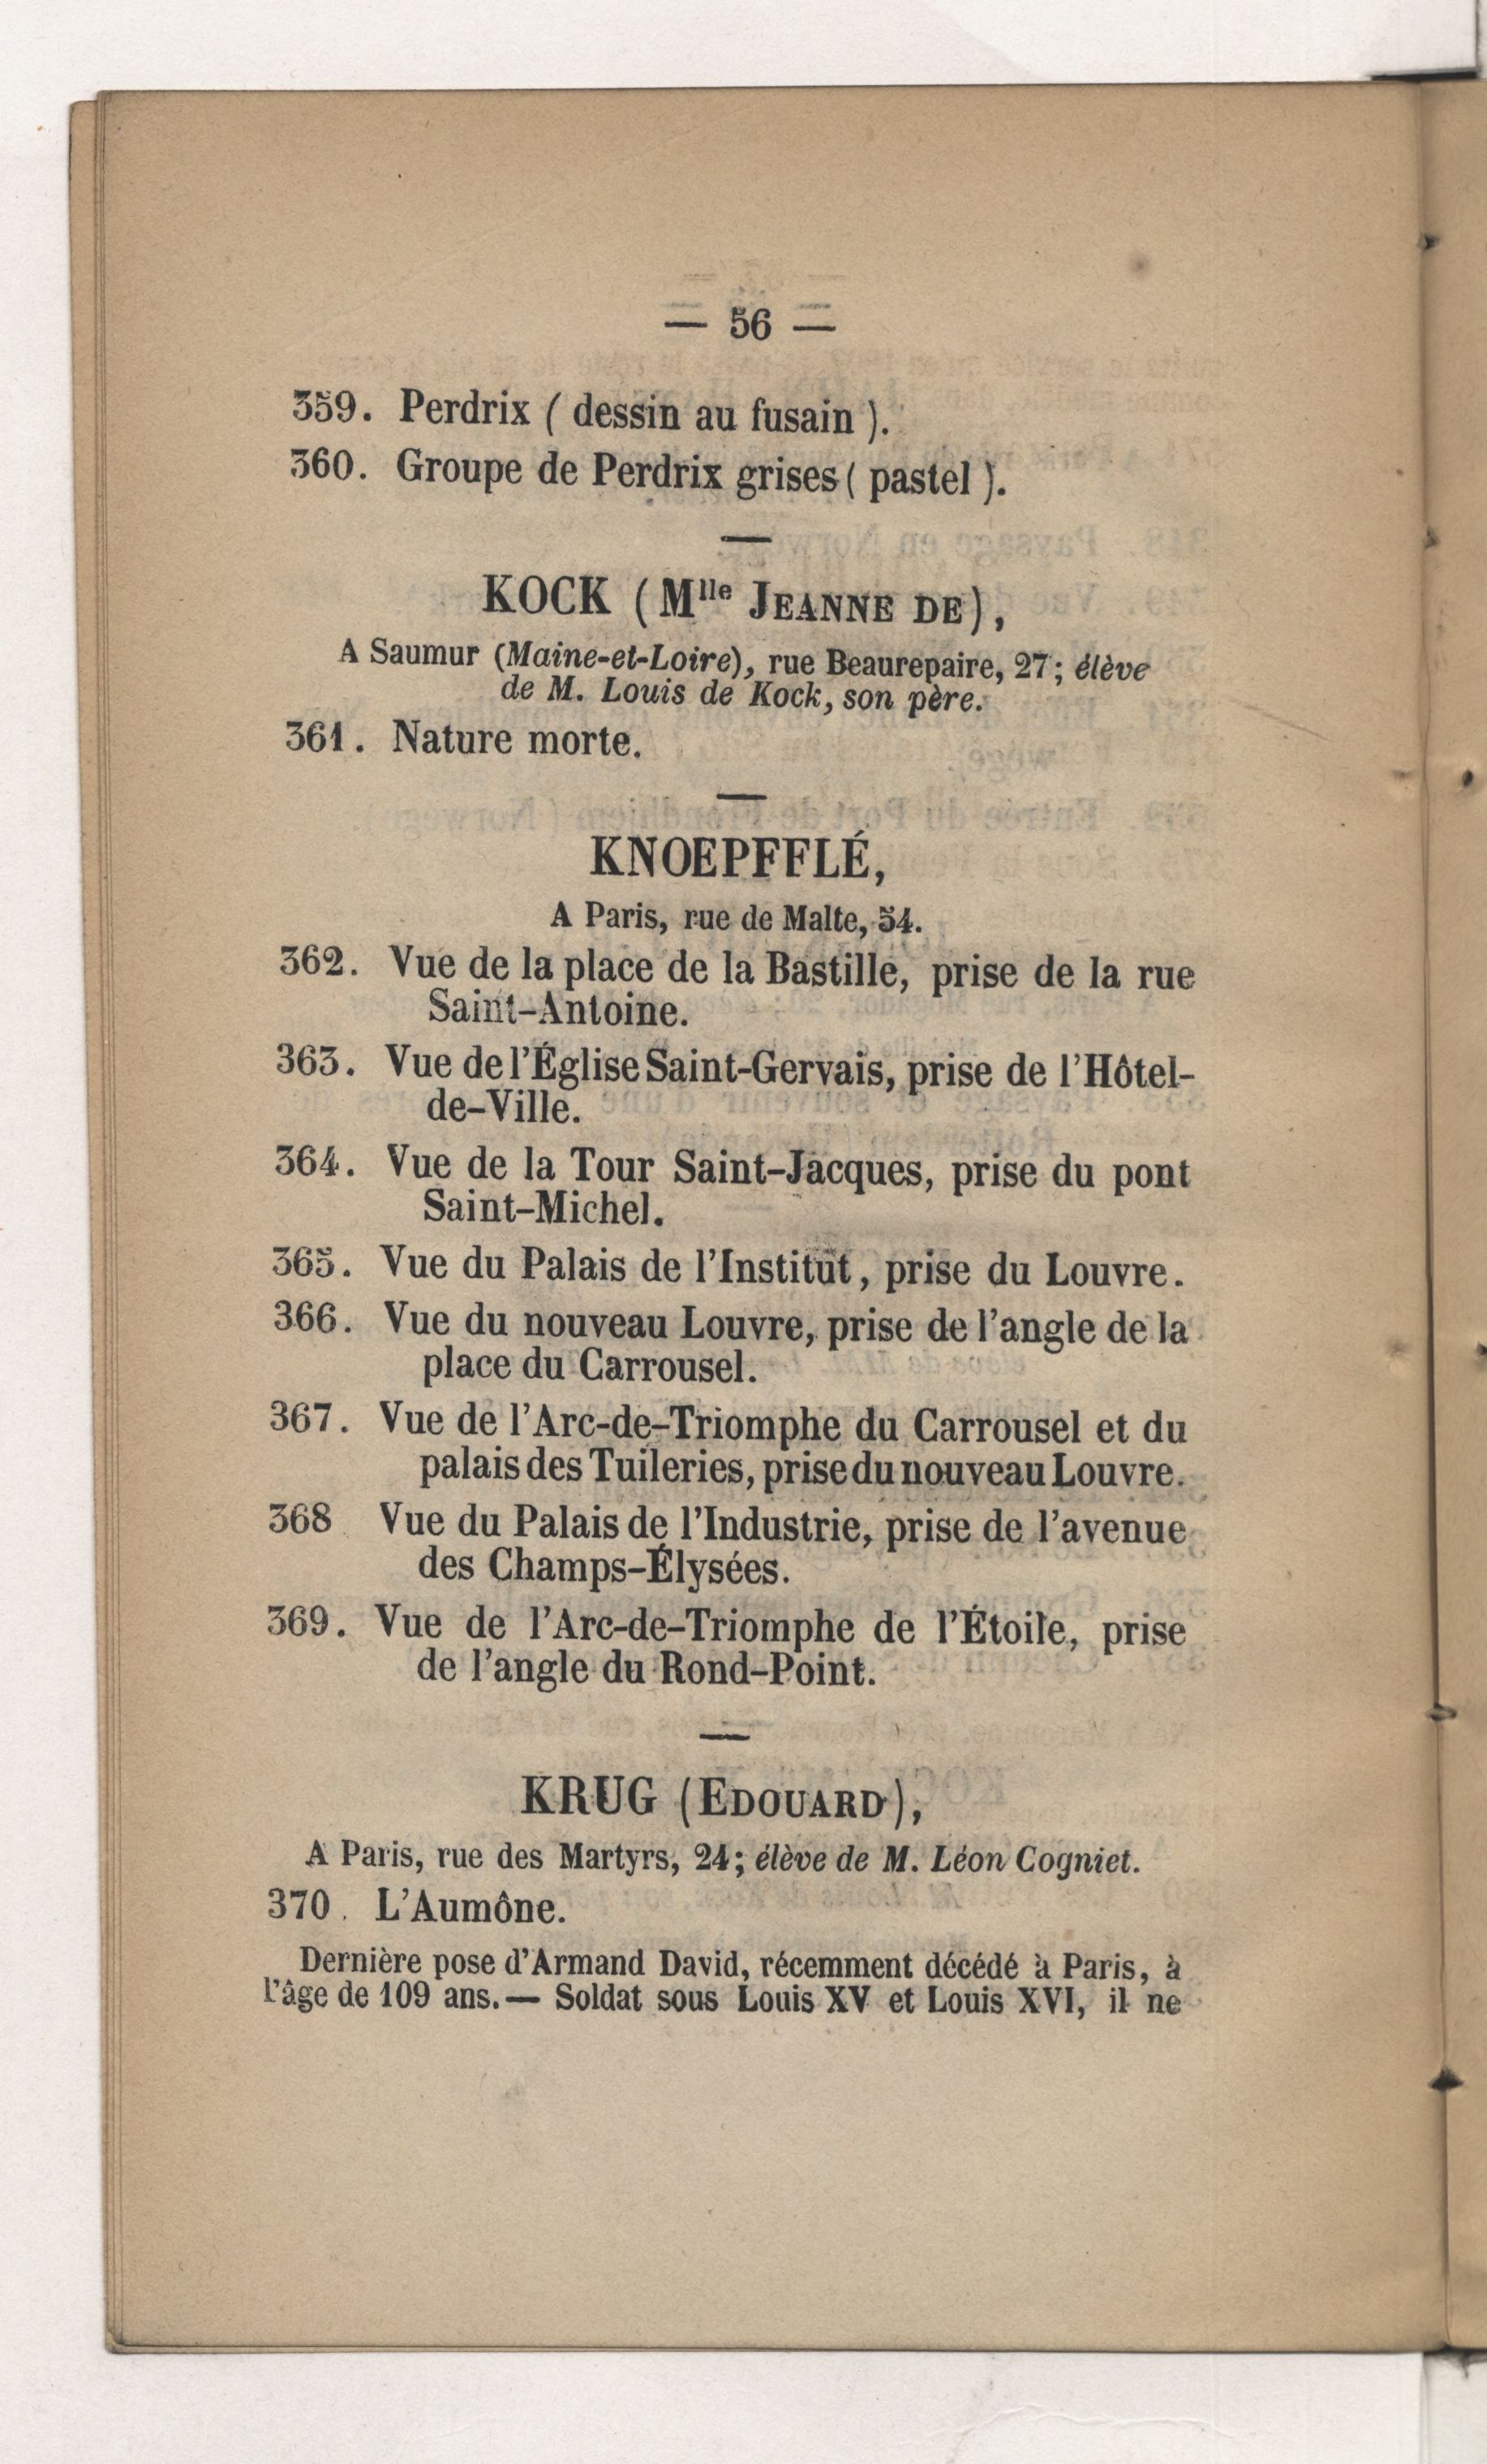 — 56 —
359. Perdrix ( dessin au fusain ).
360. Groupe de Perdrix grises ( pastel ).
KOCK (Mlle JEANNE DE),
A Saumur (Maine-et-Loire), rue Beaurepaire, 27; élève
de M. Louis de Kock, son père.
361. Nature morte.
KNOEPFFLÉ,
A Paris, rue de Malte, 54.
362. Vue de la place de la Bastille, prise de la rue
Saint-Antoine.
363. Vue de l'Église Saint-Gervais, prise de l'Hôtel-
de-Ville.
364. Vue de la Tour Saint-Jacques, prise du pont
Saint-Michel.
365. Vue du Palais de l'Institut, prise du Louvre.
366. Vue du nouveau Louvre, prise de l'angle de la
place du Carrousel.
367. Vue de l'Arc-de-Triomphe du Carrousel et du
palais des Tuileries, prise du nouveau Louvre.
368 Vue du Palais de l'Industrie, prise de l'avenue
des Champs-Élysées.
369. Vue de l'Arc-de-Triomphe de l'Étoile, prise
de l'angle du Rond-Point.
KRUG (EDOUARD),
A Paris, rue des Martyrs, 24; élève de M. Léon Cogniet.
370. L'Aumône.
Dernière pose d'Armand David, récemment décédé à Paris, à
l'âge de 109 ans. — Soldat sous Louis XV et Louis XVI, il ne